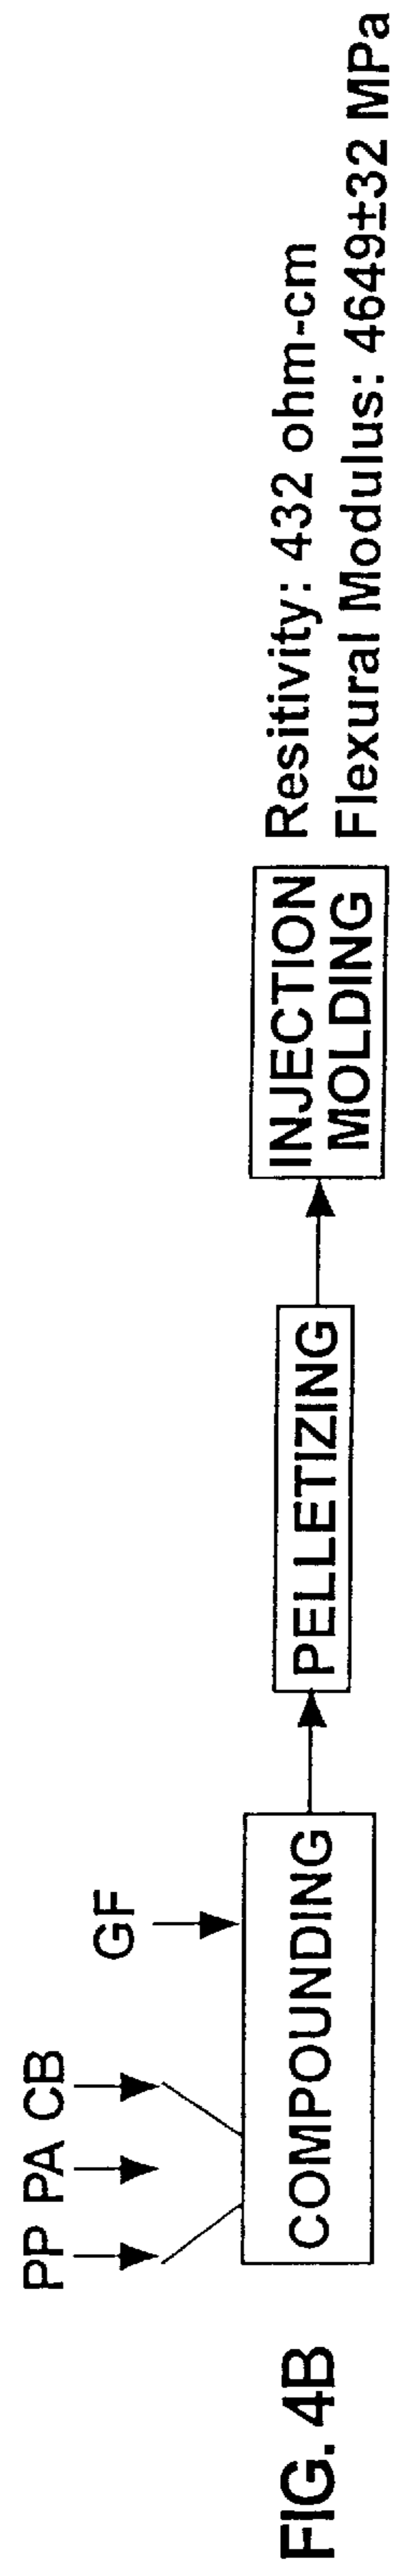 PP PA CB
GF
COMPOUNDING
PELLETIZING
INJECTION
MOLDING
Resitivity: 432 ohm-cm
Flexural Modulus: 4649±32 MPa
FIG. 4B